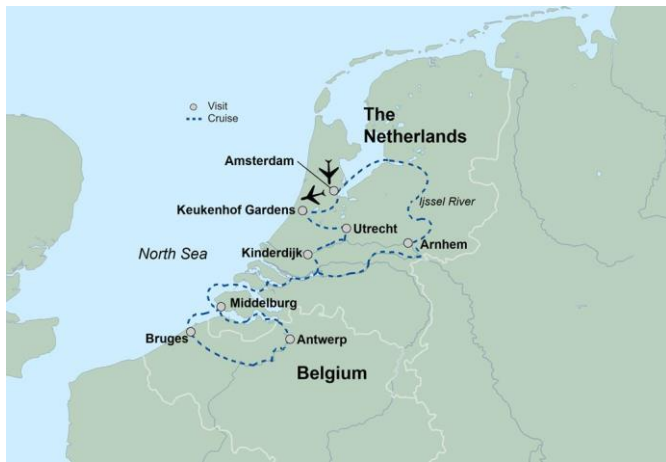 Visit
Cruise
The
Netherlands
Amsterdam
Keukenhof Gardens
Ijssel River
Utrecht
North Sea
Kinderdijk
Arnhem
Middelburg
Bruges
Antwerp
Belgium